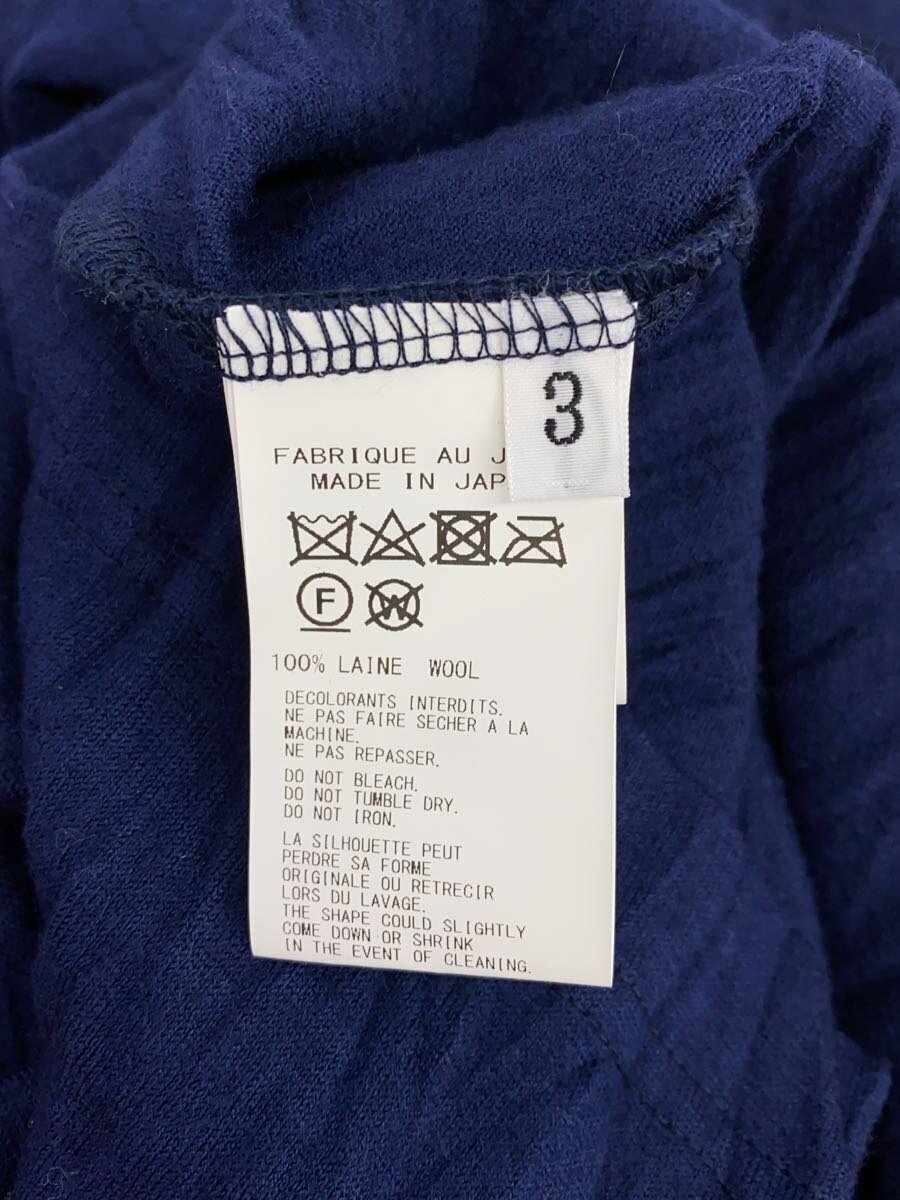 3
FABRIQUE AU J
MADE IN JAP
F W
100% LAINE WOOL
DECOLORANTS INTERDITS.
NE PAS FAIRE SECHER A LA
MACHINE.
NE PAS REPASSER.
DO NOT BLEACH.
DO NOT TUMBLE DRY.
DO NOT IRON.
LA SILHOUETTE PEUT
PERDRE SA FORME
ORIGINALE OU RETRECIR
LORS DU LAVAGE.
THE SHAPE COULD SLIGHTLY
COME DOWN OR SHRINK
IN THE EVENT OF CLEANING.